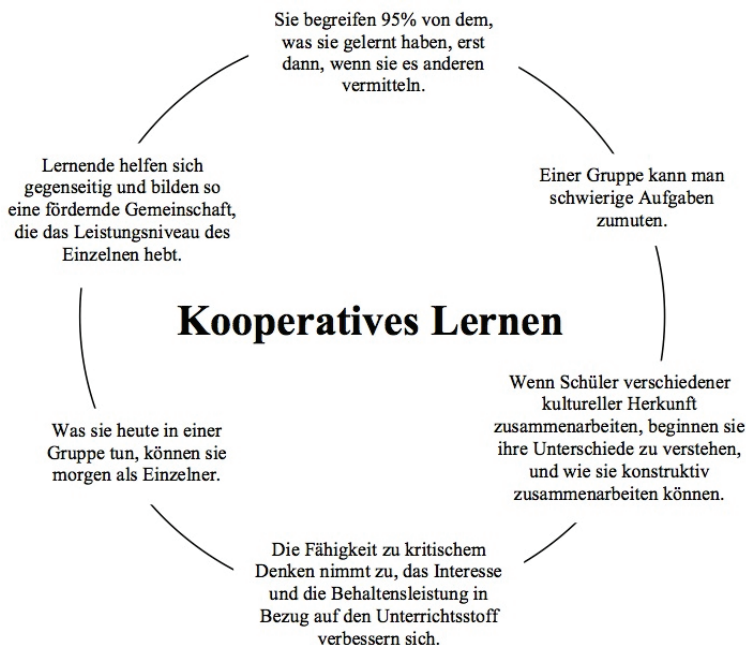 Sie begreifen 95% von dem,
was sie gelernt haben, erst
dann, wenn sie es anderen
vermitteln.
Einer Gruppe kann man
schwierige Aufgaben
zumuten.
Wenn Schüler verschiedener
kultureller Herkunft
zusammenarbeiten, beginnen sie
ihre Unterschiede zu verstehen,
und wie sie konstruktiv
zusammenarbeiten können.
Die Fähigkeit zu kritischem
Denken nimmt zu, das Interesse
und die Behaltensleistung in
Bezug auf den Unterrichtsstoff
verbessern sich.
Was sie heute in einer
Gruppe tun, können sie
morgen als Einzelner.
Lernende helfen sich
gegenseitig und bilden so
eine fördernde Gemeinschaft,
die das Leistungsniveau des
Einzelnen hebt.
Kooperatives Lernen